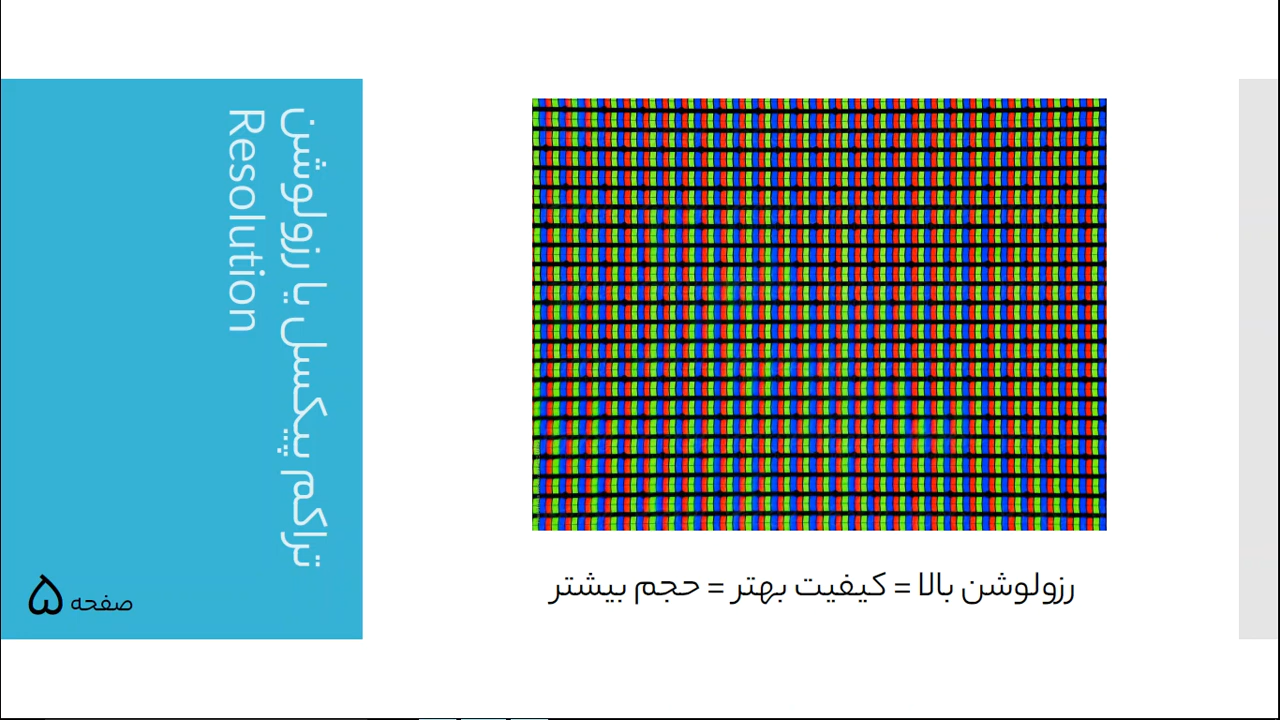 تراکم پیکسل یا رزولوشن
Resolution
رزولوشن بالا = کیفیت بهتر = حجم بیشتر
صفحه ۵